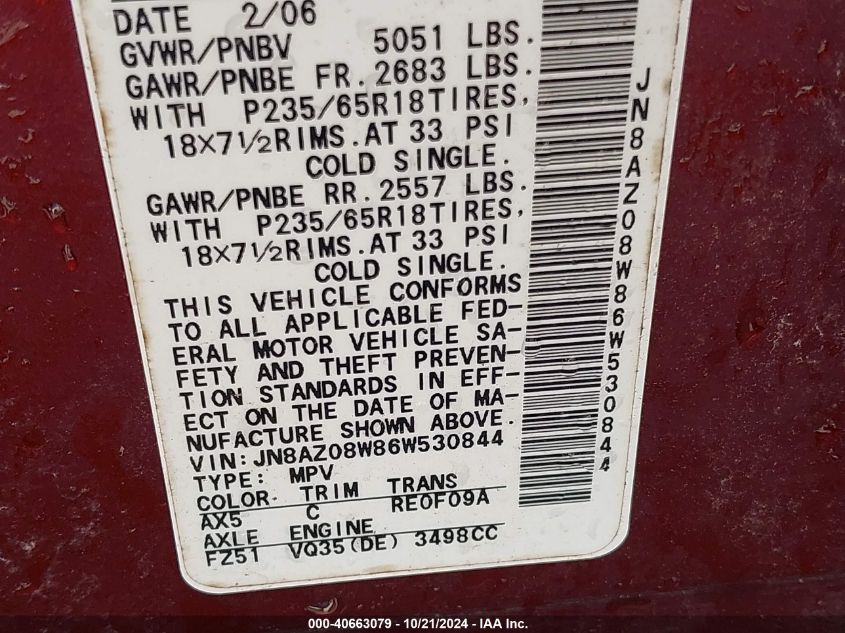 DATE 2/06
GVWR/PNBV 5051 LBS.
GAWR/PNBE FR. 2683 LBS.
WITH P235/65R18TIRES,
18X7 1/2RIMS.AT 33 PSI
COLD SINGLE.
GAWR/PNBE RR. 2557 LBS.
WITH P235/65R18TIRES,
18X7 1/2RIMS.AT 33 PSI
COLD SINGLE.
THIS VEHICLE CONFORMS
TO ALL APPLICABLE FED-
ERAL MOTOR VEHICLE SA-
FETY AND THEFT PREVEN-
TION STANDARDS IN EFF-
ECT ON THE DATE OF MA-
NUFACTURE SHOWN ABOVE.
VIN:JN8AZ08W86W530844
TYPE: MPV
COLOR TRIM TRANS
AX5 C RE0F09A
AXLE ENGINE
FZ51 VQ35(DE) 3498CC
JN8AZ08W86W530844
000-40663079 - 10/21/2024 - IAA Inc.